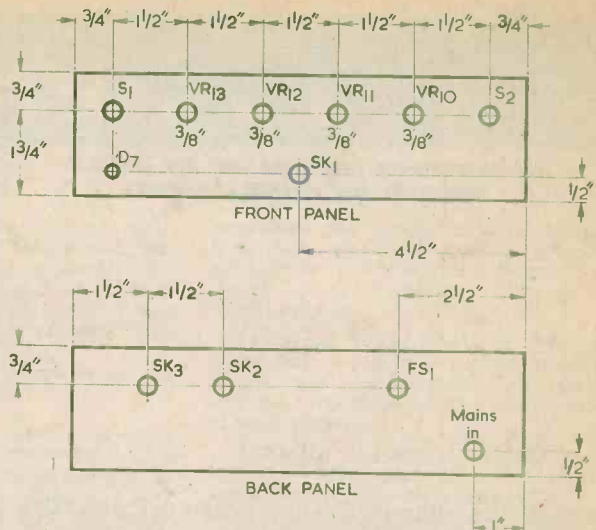 3/4" 1 1/2" 1 1/2" 1 1/2" 1 1/2" 1 1/2" 3/4"
3/4"
S1 VR13 VR12 VR11 VR10 S2
3/8" 3/8" 3/8" 3/8"
1 3/4"
D7 SK1
1/2"
FRONT PANEL
4 1/2"
1 1/2" 1 1/2" 2 1/2"
3/4"
SK3 SK2 FS1
Mains
in
1/2"
BACK PANEL
1"